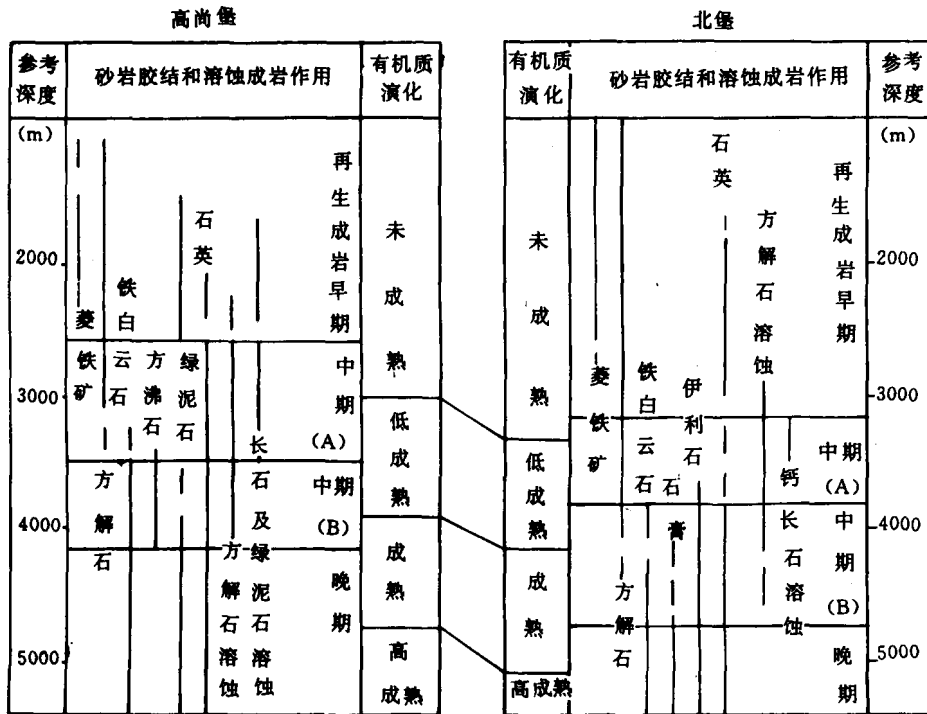 高尚堡
北堡
参考深度
砂岩胶结和溶蚀成岩作用
有机质演化
(m)
2000
3000
4000
5000
菱铁矿
方解石
铁白云石
方沸石
绿泥石
石英
方解石溶蚀
长石及绿泥石溶蚀
再生成岩早期
中期
(A)
中期
(B)
晚期
未成熟
低成熟
成熟
高成熟
有机质演化
砂岩胶结和溶蚀成岩作用
参考深度
未成熟
低成熟
成熟
高成熟
菱铁矿
方解石
铁白云石
石膏
伊利石
石英
方解石溶蚀
钙长石溶蚀
再生成岩早期
中期
(A)
中期
(B)
晚期
(m)
2000
3000
4000
5000